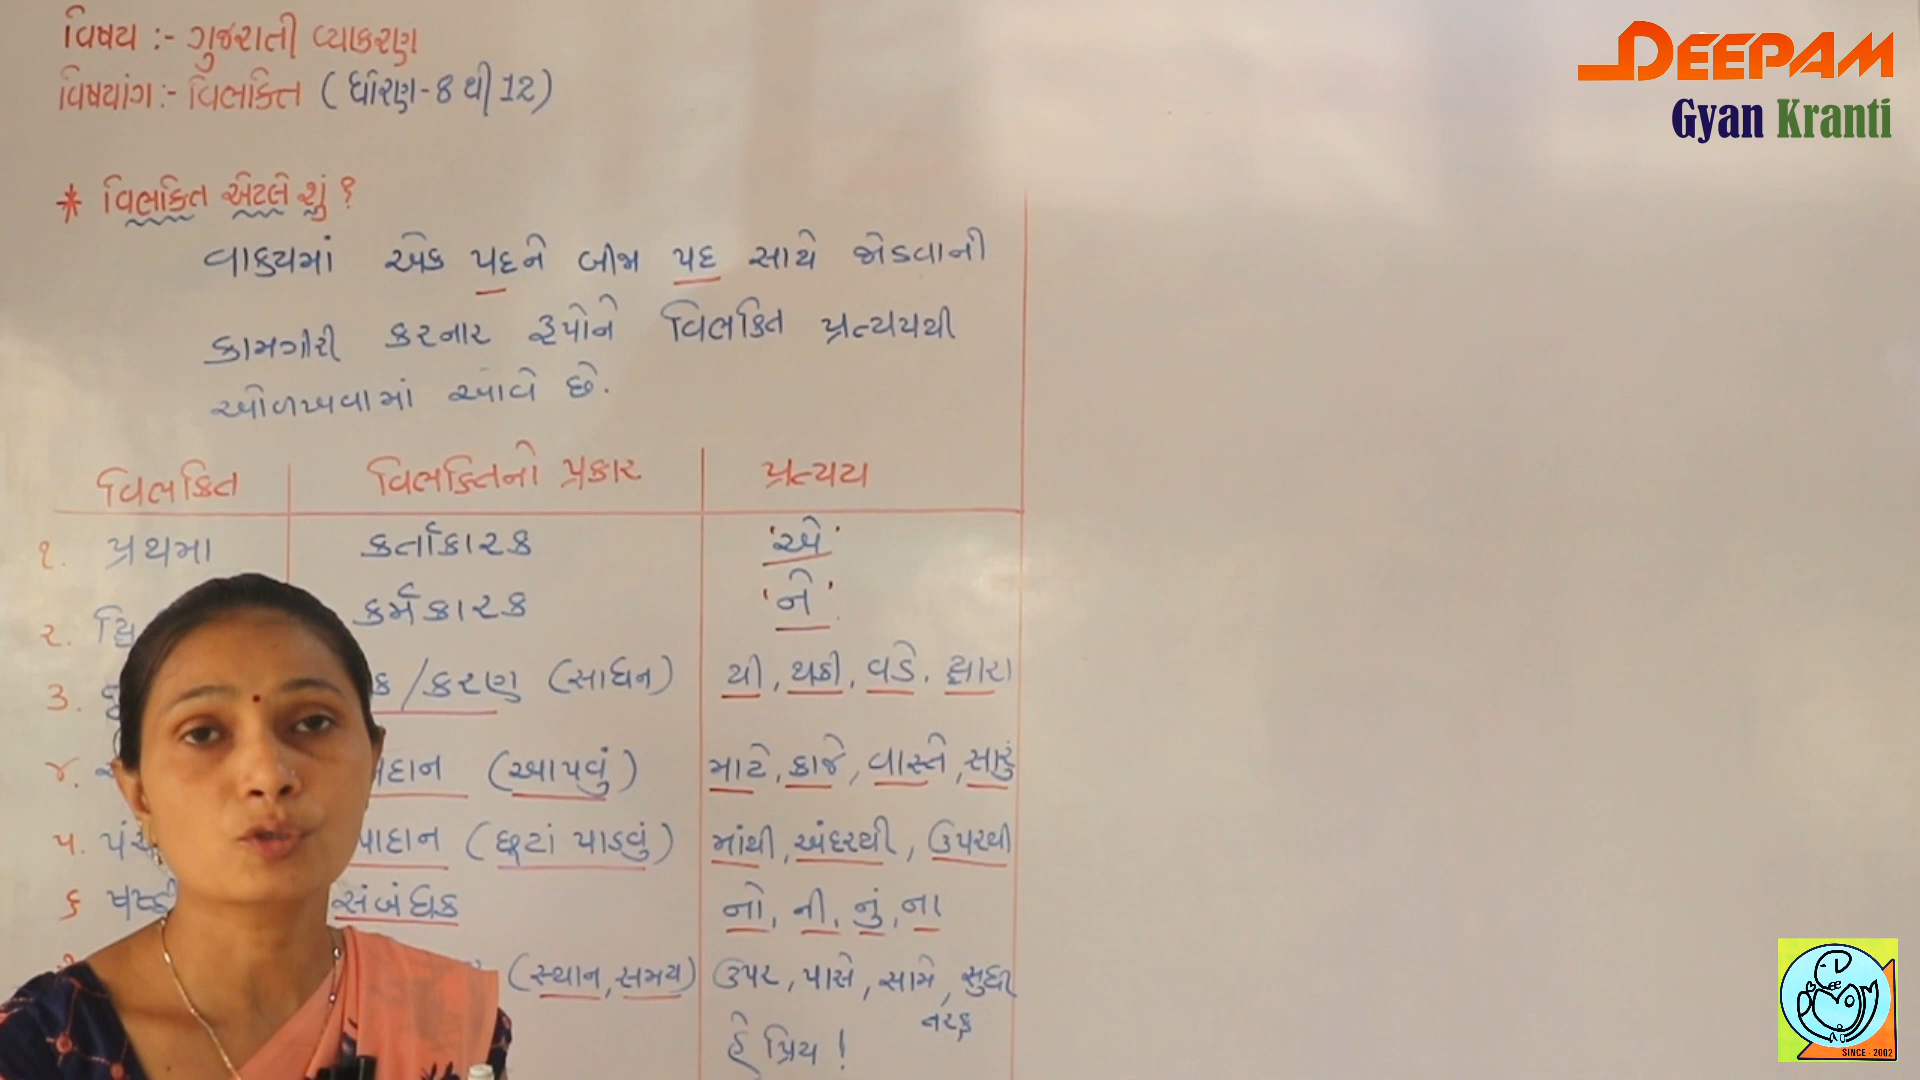 વિષય :- ગુજરાતી વ્યાકરણ
વિષયાંગ :- વિભક્તિ ( ધોરણ - 8 થી 12 )
DEEPAM
Gyan Kranti
* વિભક્તિ એટલે શું ?
વાક્યમાં એક પદને બીજા પદ સાથે જોડવાની
કામગીરી કરનાર રૂપોને વિભક્તિ પ્રત્યયથી
ઓળખવામાં આવે છે.
વિભક્તિ વિભક્તિનો પ્રકાર પ્રત્યય
૧. પ્રથમા કર્તાકારક 'એ'
૨. કર્મકારક 'ને'
૩. /કરણ (સાધન) થી, થકી, વડે, દ્વારા
૪. (આપવું) માટે, કાજે, વાસ્તે, સારું
૫. (છૂટાં પાડવું) માંથી, અંદરથી, ઉપરથી
૬ સંબંધક નો, ની, નું, ના
(સ્થાન, સમય) ઉપર, પાસે, સામે, સુધી
તરફ
હે પ્રિય !
SINCE - 2002